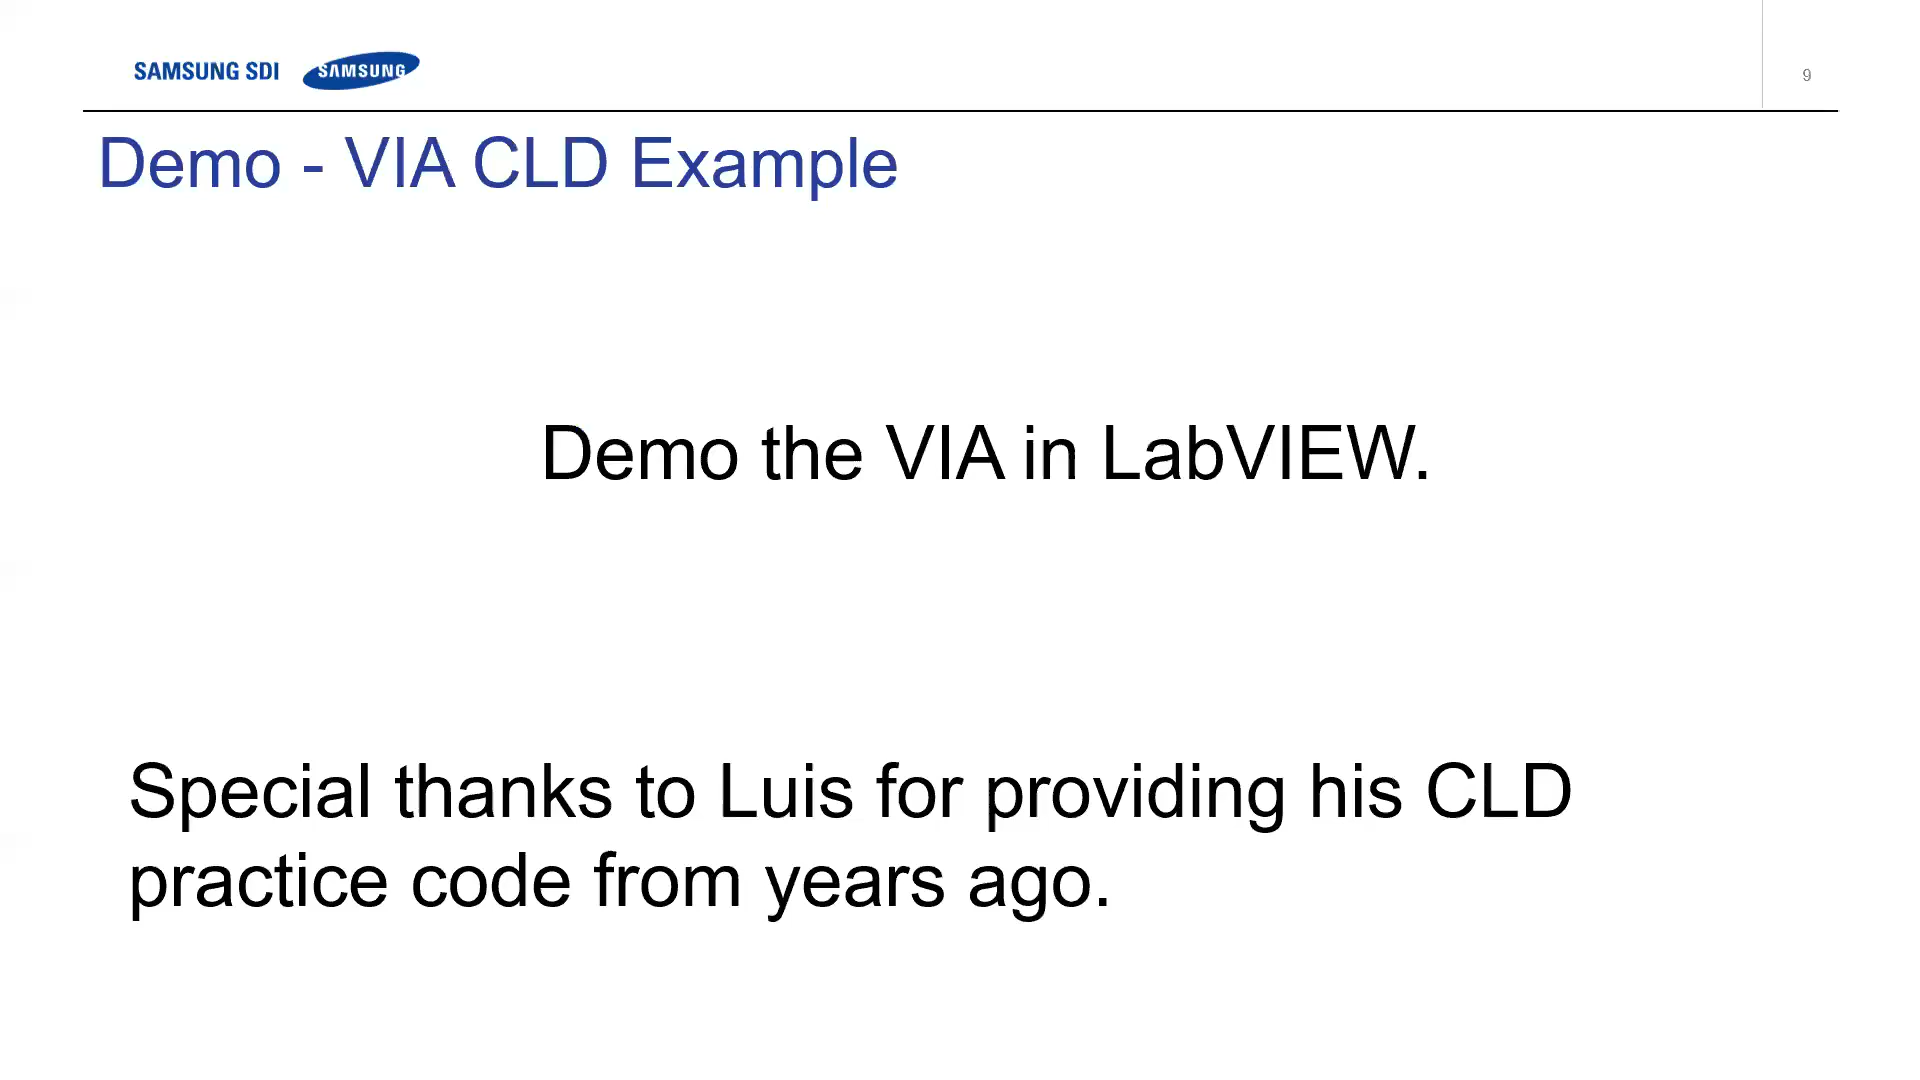 SAMSUNG SDI SAMSUNG
9
Demo - VIA CLD Example
Demo the VIA in LabVIEW.
Special thanks to Luis for providing his CLD
practice code from years ago.